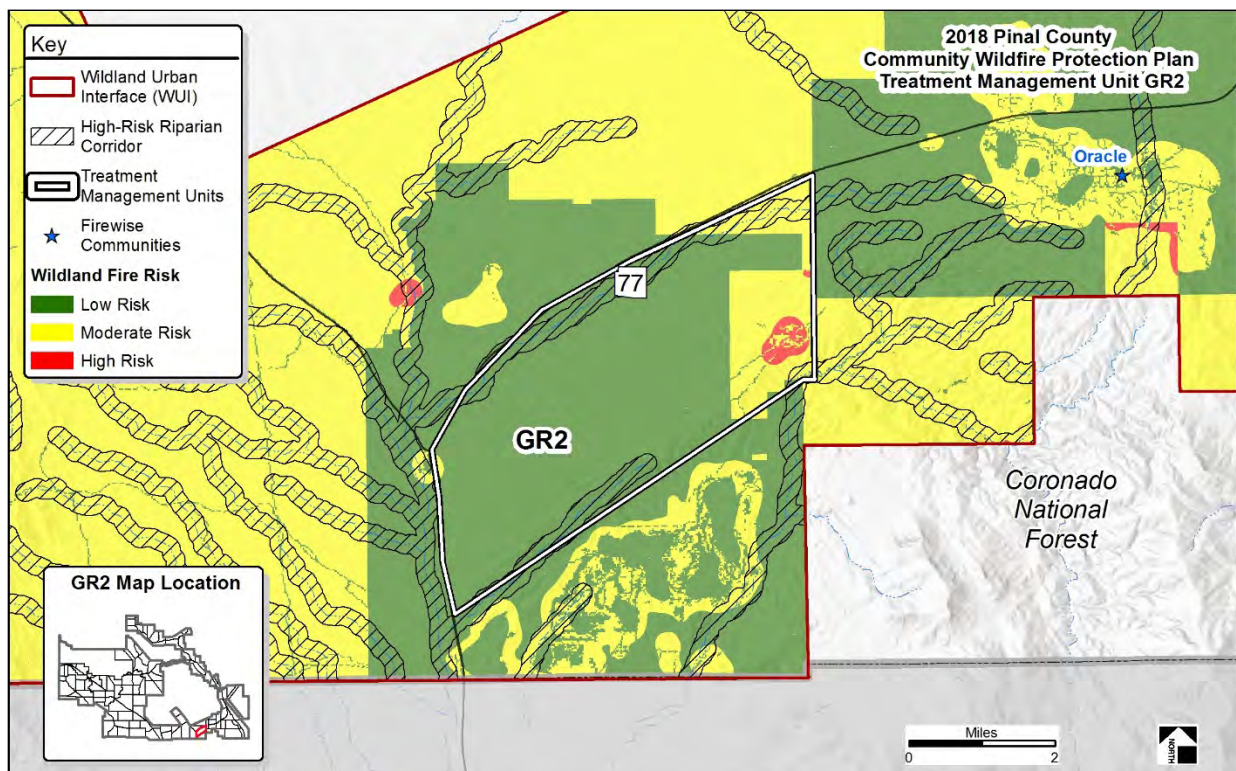 Key
Wildland Urban
Interface (WUI)
High-Risk Riparian
Corridor
Treatment
Management Units
Firewise
Communities
Wildland Fire Risk
Low Risk
Moderate Risk
High Risk
2018 Pinal County
Community Wildfire Protection Plan
Treatment Management Unit GR2
Oracle
77
GR2
Coronado
National
Forest
GR2 Map Location
Miles
0
2
NORTH